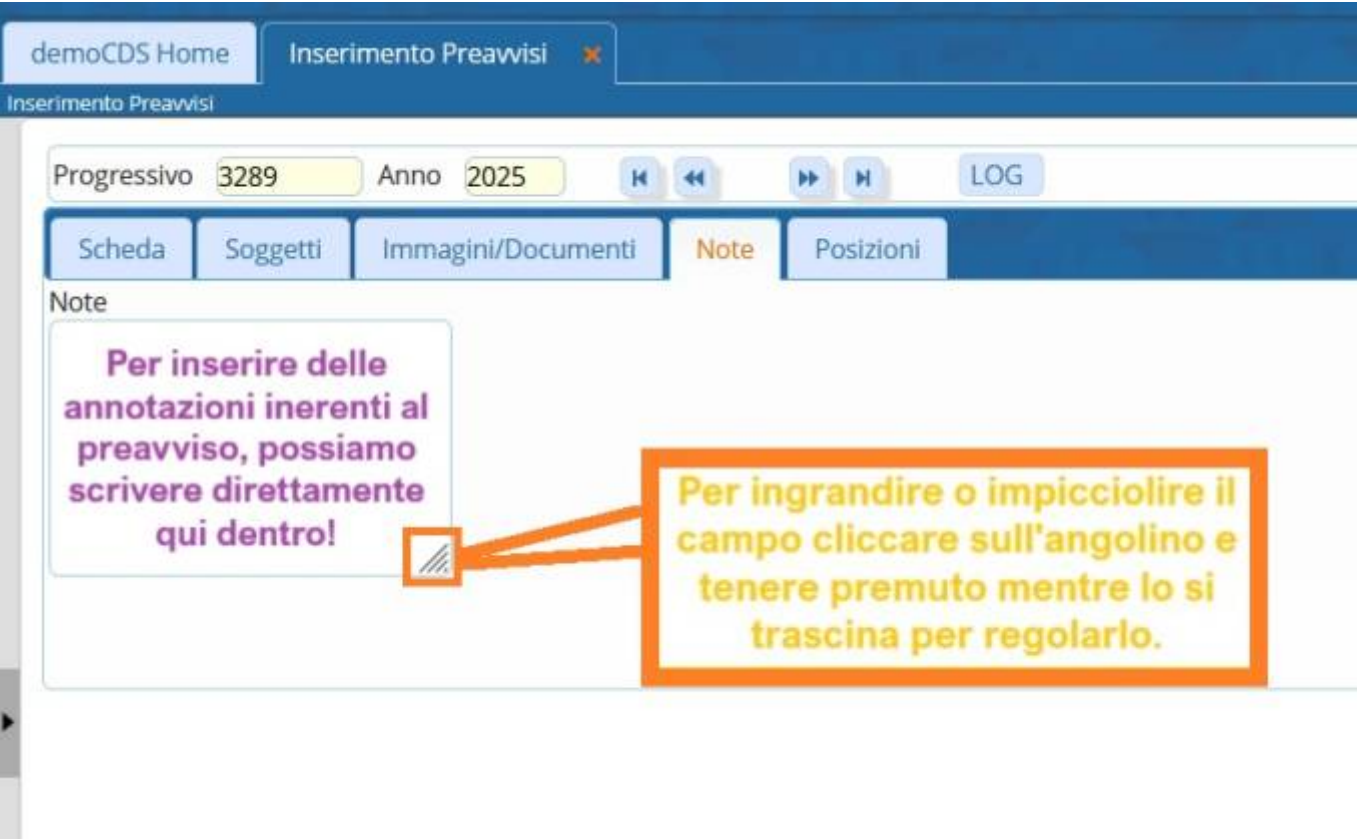 demoCDS Home Inserimento Preavvisi
Inserimento Preavvisi
Progressivo 3289 Anno 2025 LOG
Scheda Soggetti Immagini/Documenti Note Posizioni
Note
Per inserire delle
annotazioni inerenti al
preavviso, possiamo
scrivere direttamente
qui dentro!
Per ingrandire o impicciolire il
campo cliccare sull'angolino e
tenere premuto mentre lo si
trascina per regolarlo.